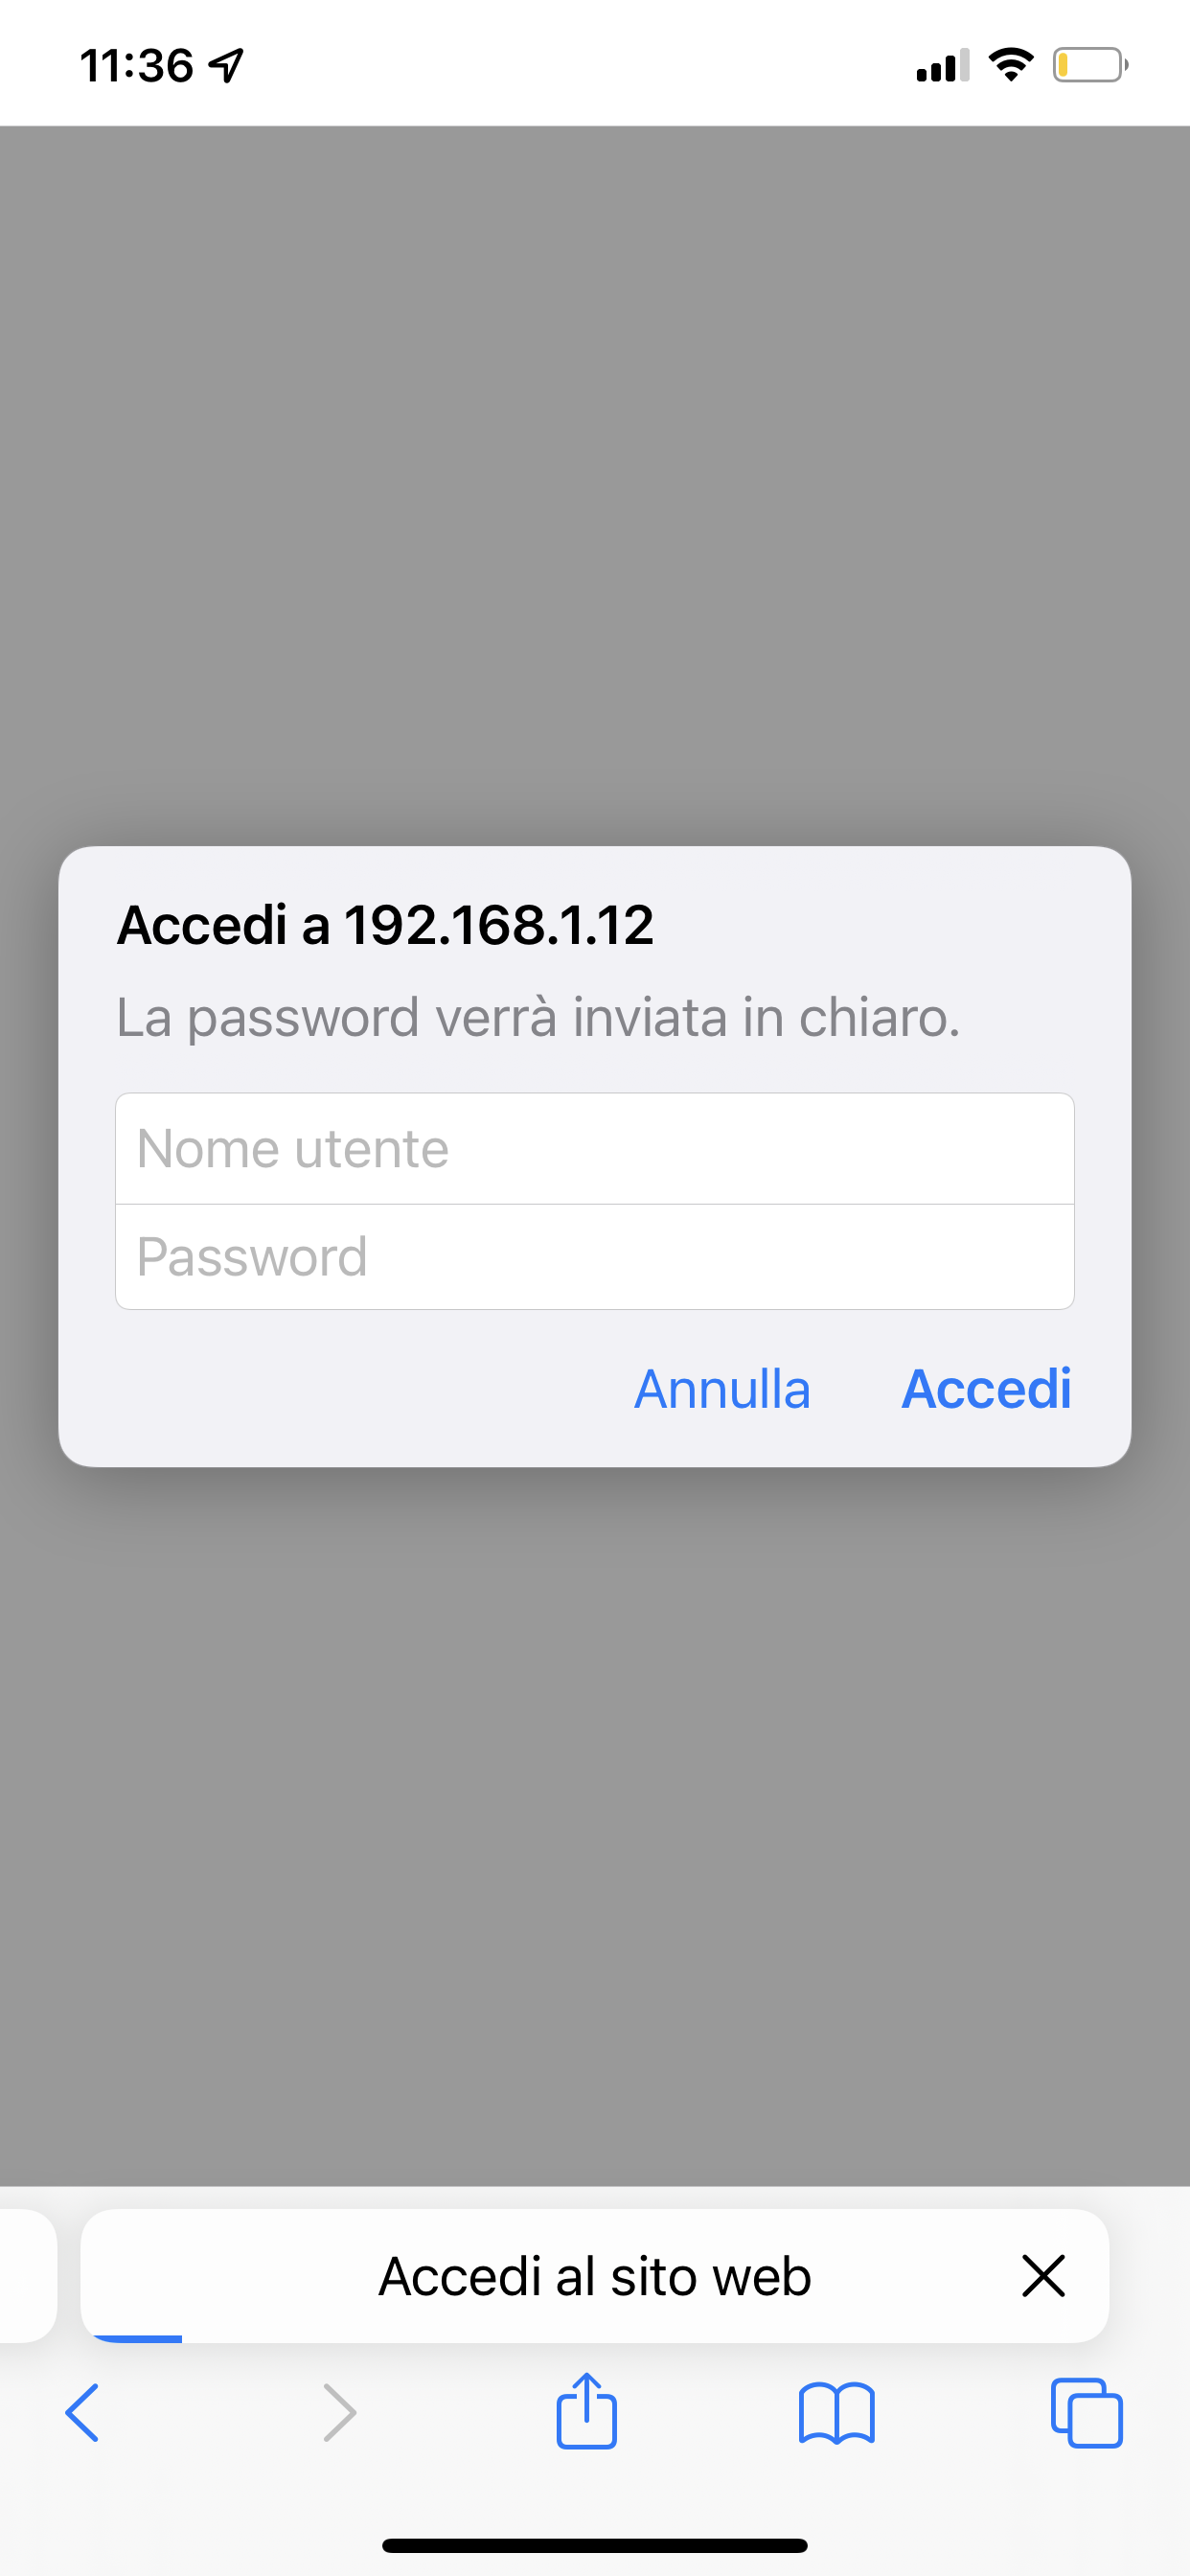 11:36
Accedi a 192.168.1.12
La password verrà inviata in chiaro.
Nome utente
Password
Annulla Accedi
Accedi al sito web